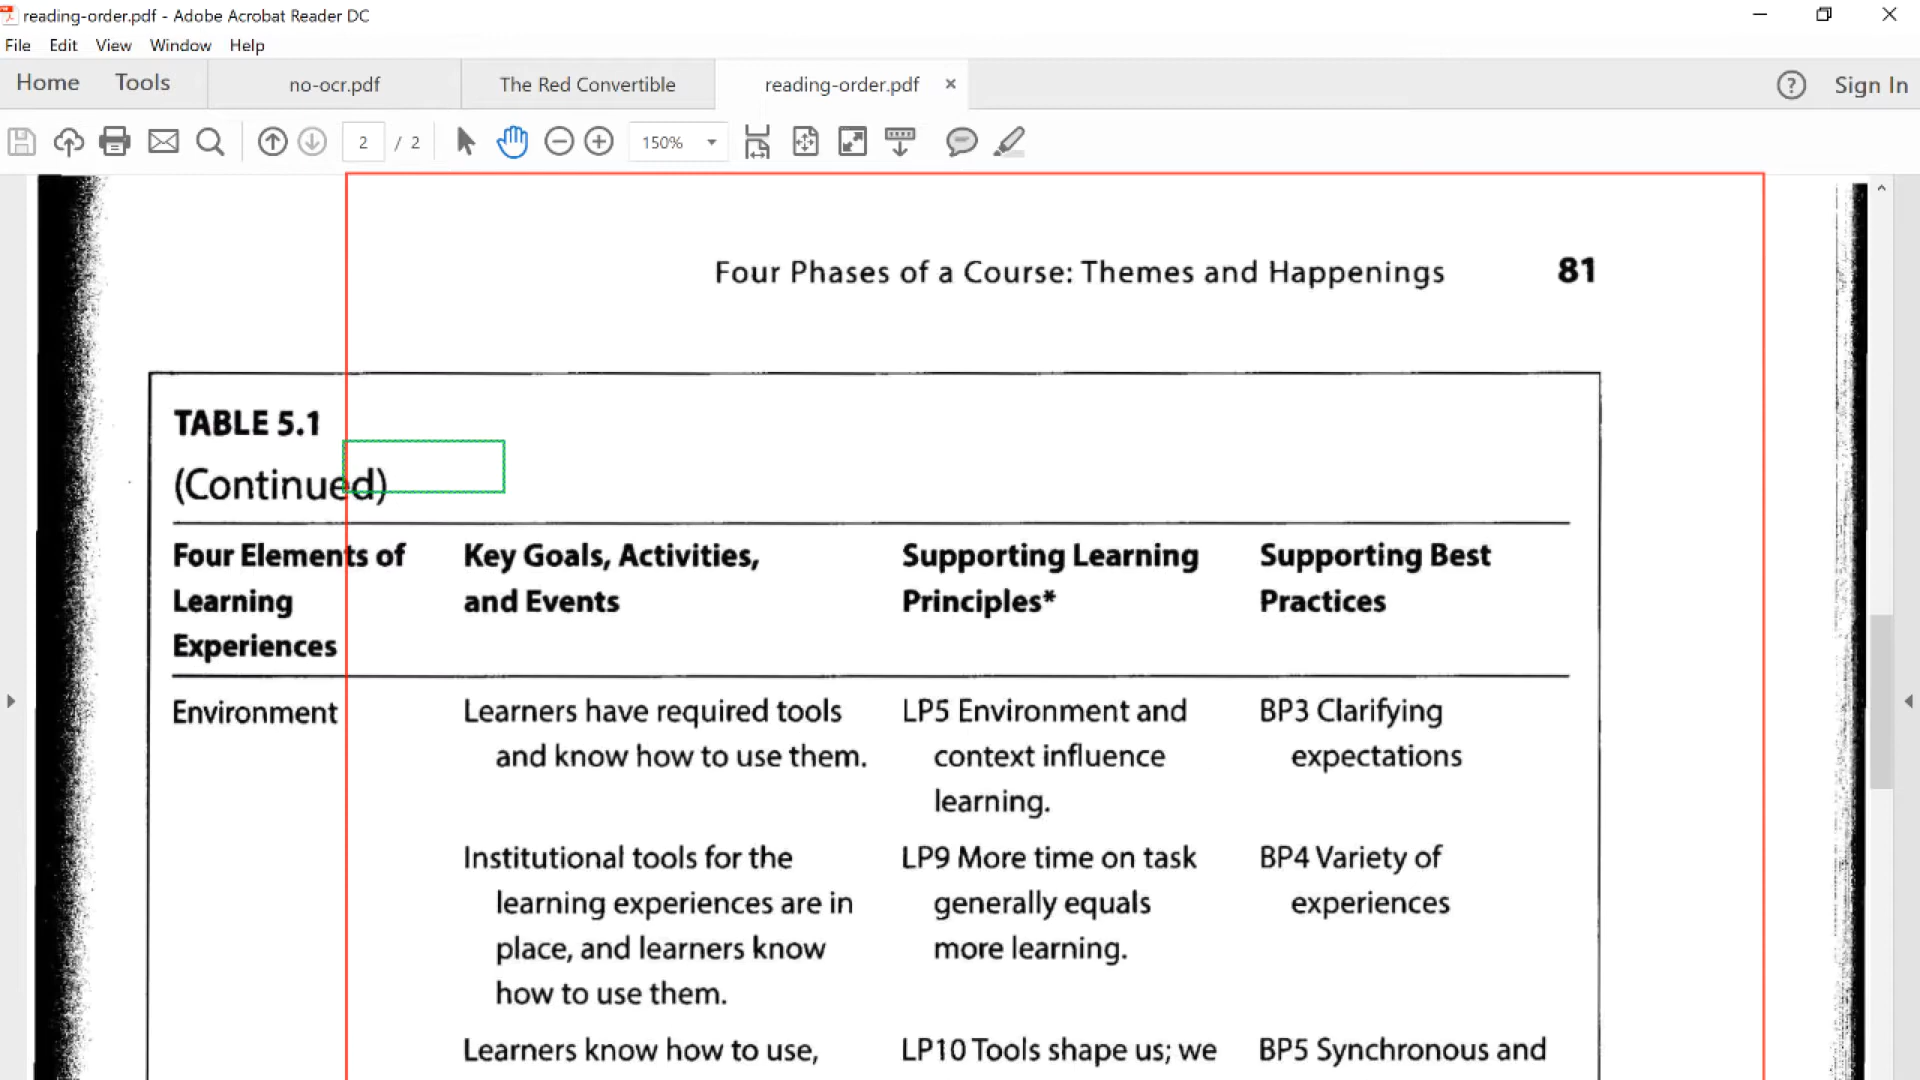 reading-order.pdf - Adobe Acrobat Reader DC
File Edit View Window Help
Home Tools no-ocr.pdf The Red Convertible reading-order.pdf × ? Sign In
2 / 2 150%
Four Phases of a Course: Themes and Happenings 81
TABLE 5.1
(Continued)
Four Elements of Learning Experiences
Key Goals, Activities, and Events
Supporting Learning Principles*
Supporting Best Practices
Environment
Learners have required tools
and know how to use them.
LP5 Environment and
context influence
learning.
BP3 Clarifying
expectations
Institutional tools for the
learning experiences are in
place, and learners know
how to use them.
LP9 More time on task
generally equals
more learning.
BP4 Variety of
experiences
Learners know how to use,
LP10 Tools shape us; we
BP5 Synchronous and